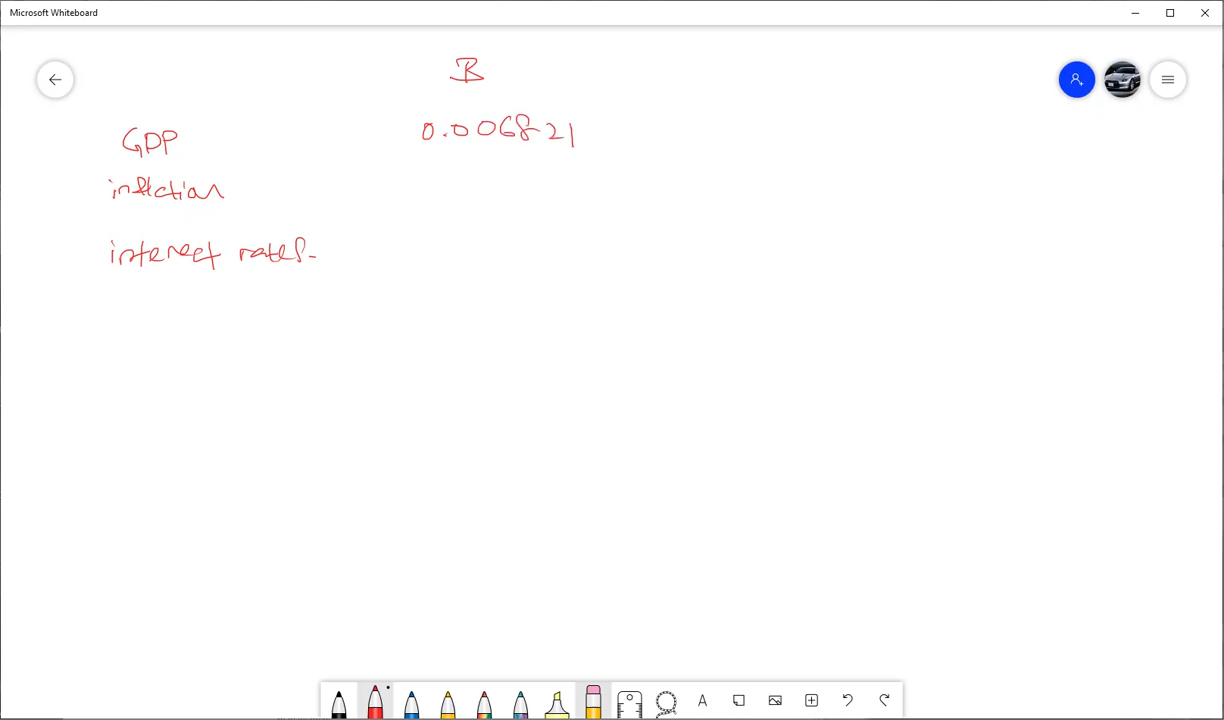 Microsoft Whiteboard
B
GDP 0.006821
inflation
interest rates.
A